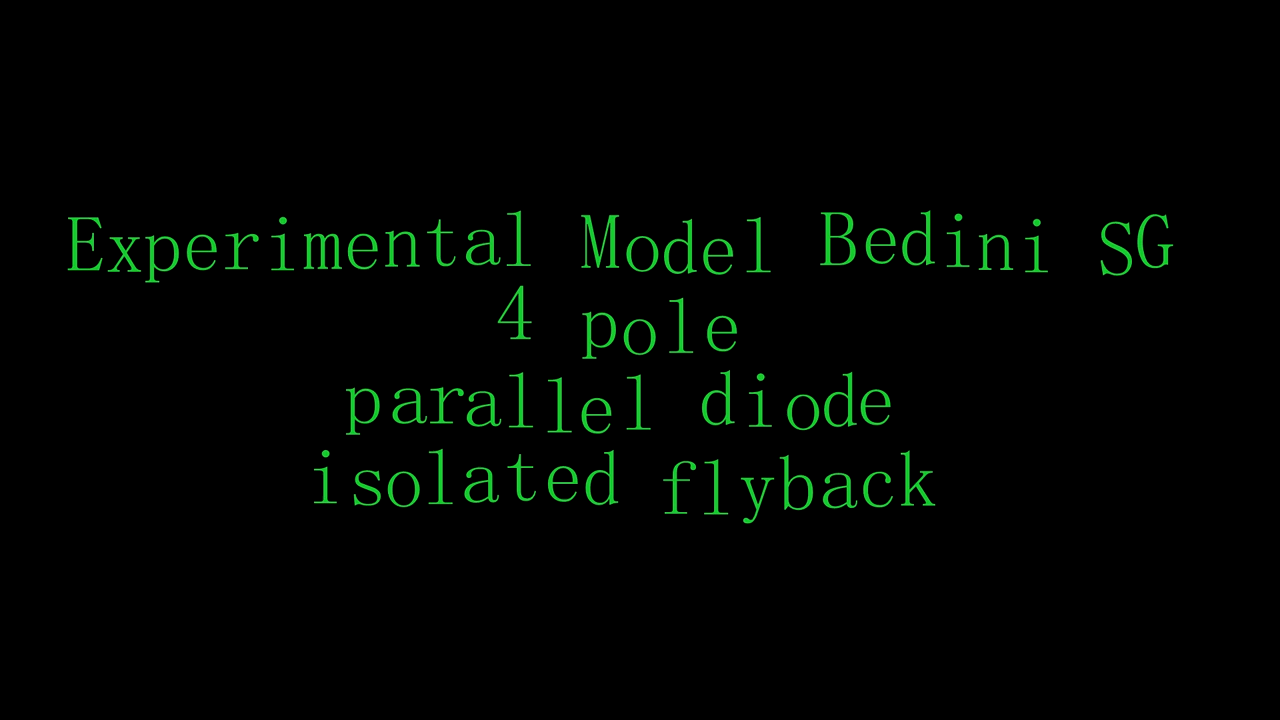 Experimental Model Bedini SG
4 pole
parallel diode
isolated flyback